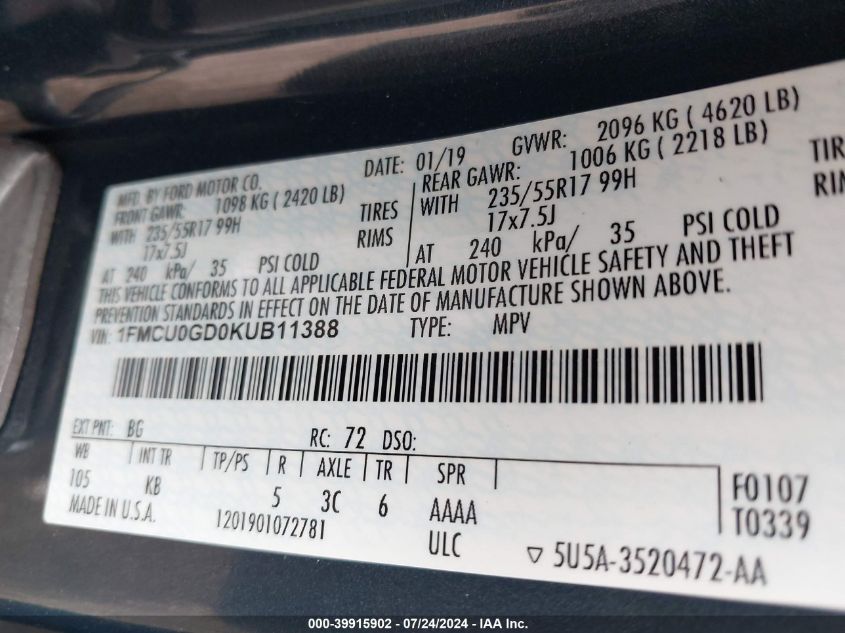 MFD. BY FORD MOTOR CO.
DATE: 01/19 GVWR: 2096 KG ( 4620 LB)
FRONT GAWR: 1098 KG ( 2420 LB)
REAR GAWR: 1006 KG ( 2218 LB)
WITH 235/55R17 99H TIRES
WITH 235/55R17 99H TIR
17x7.5J RIMS
17x7.5J RIM
AT 240 kPa/ 35 PSI COLD
AT 240 kPa/ 35 PSI COLD
THIS VEHICLE CONFORMS TO ALL APPLICABLE FEDERAL MOTOR VEHICLE SAFETY AND THEFT
PREVENTION STANDARDS IN EFFECT ON THE DATE OF MANUFACTURE SHOWN ABOVE.
VIN: 1FMCU0GD0KUB11388 TYPE: MPV
EXT PNT: BG RC: 72 DSO:
WB INT TR TP/PS R AXLE TR SPR
105 KB 5 3C 6 AAAA F0107
MADE IN U.S.A. 1201901072781 ULC T0339
5U5A-3520472-AA
000-39915902 - 07/24/2024 - IAA Inc.